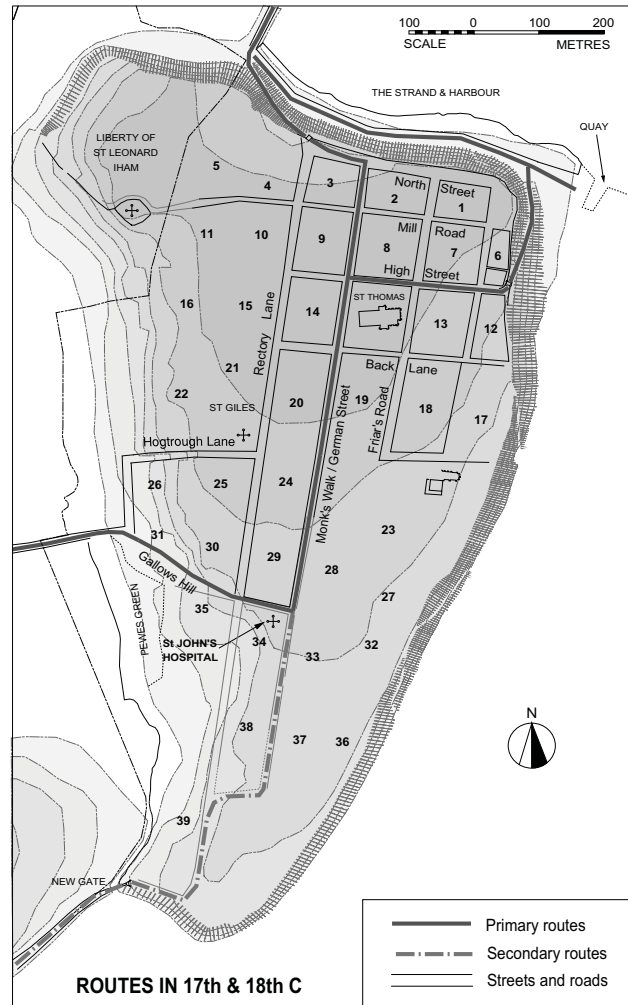 100 0 100 200
SCALE METRES
THE STRAND & HARBOUR
QUAY
LIBERTY OF
ST LEONARD
IHAM
5
4
3
North Street
2
1
11
10
9
8
Mill Road
7
6
High Street
16
15
Rectory Lane
14
ST THOMAS
13
12
21
22
20
Back Lane
19
Friar's Road
18
17
ST GILES
Hogtrough Lane
Monk's Walk / German Street
26
25
24
23
31
30
29
28
27
Gallows Hill
PEWES GREEN
35
St JOHN'S
HOSPITAL
34
33
32
38
37
36
N
39
NEW GATE
ROUTES IN 17th & 18th C
Primary routes
Secondary routes
Streets and roads